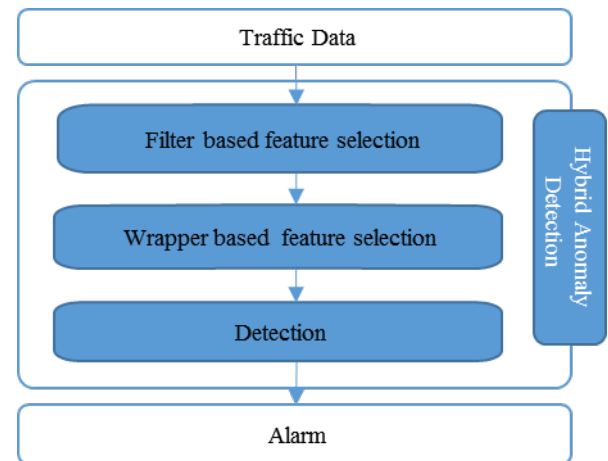 Traffic Data
Filter based feature selection
Wrapper based feature selection
Detection
Hybrid Anomaly
Detection
Alarm